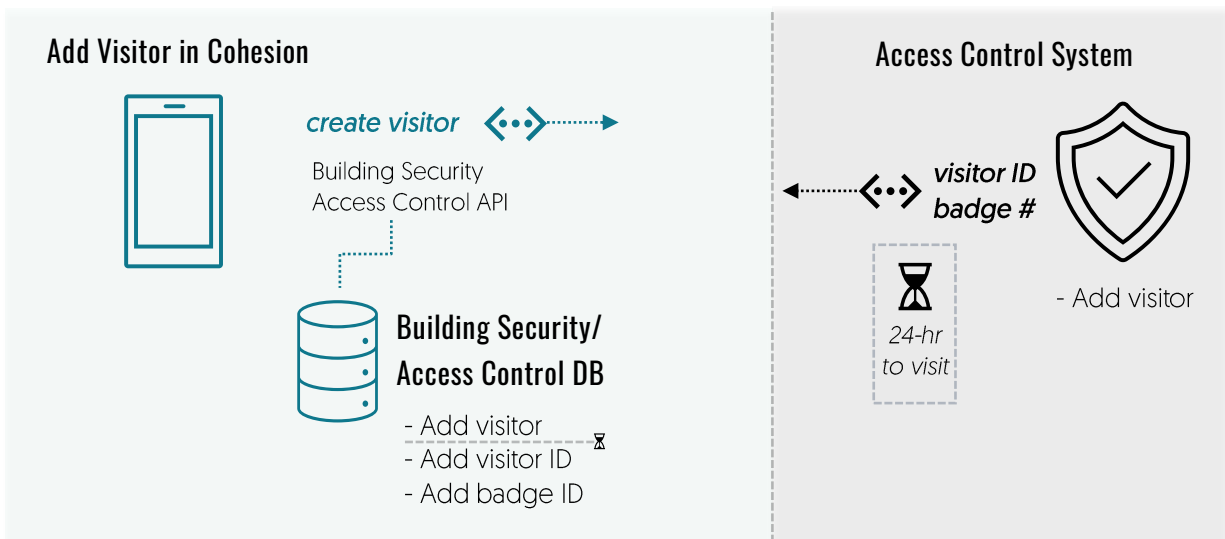 Add Visitor in Cohesion
create visitor
Building Security
Access Control API
Building Security/
Access Control DB
- Add visitor
- Add visitor ID
- Add badge ID
Access Control System
visitor ID
badge #
24-hr
to visit
- Add visitor